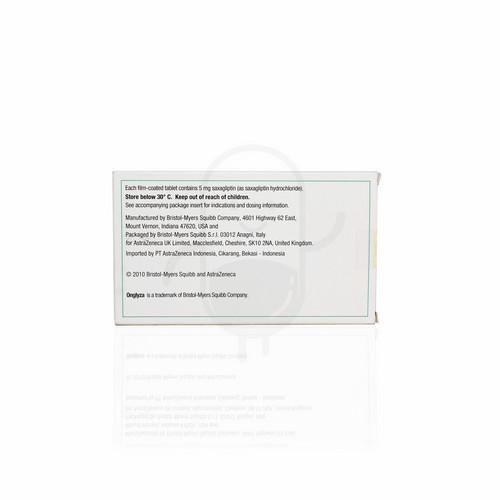 Each film-coated tablet contains 5 mg saxagliptin (as saxagliptin hydrochloride).
Store below 30° C. Keep out of reach of children.
See accompanying package insert for indications and dosing information.
Manufactured by Bristol-Myers Squibb Company, 4601 Highway 62 East,
Mount Vernon, Indiana 47620, USA and
Packaged by Bristol-Myers Squibb S.r.l. 03012 Anagni, Italy
for AstraZeneca UK Limited, Macclesfield, Cheshire, SK10 2NA, United Kingdom.
Imported by PT AstraZeneca Indonesia, Cikarang, Bekasi - Indonesia
© 2010 Bristol-Myers Squibb and AstraZeneca
Onglyza is a trademark of Bristol-Myers Squibb Company.